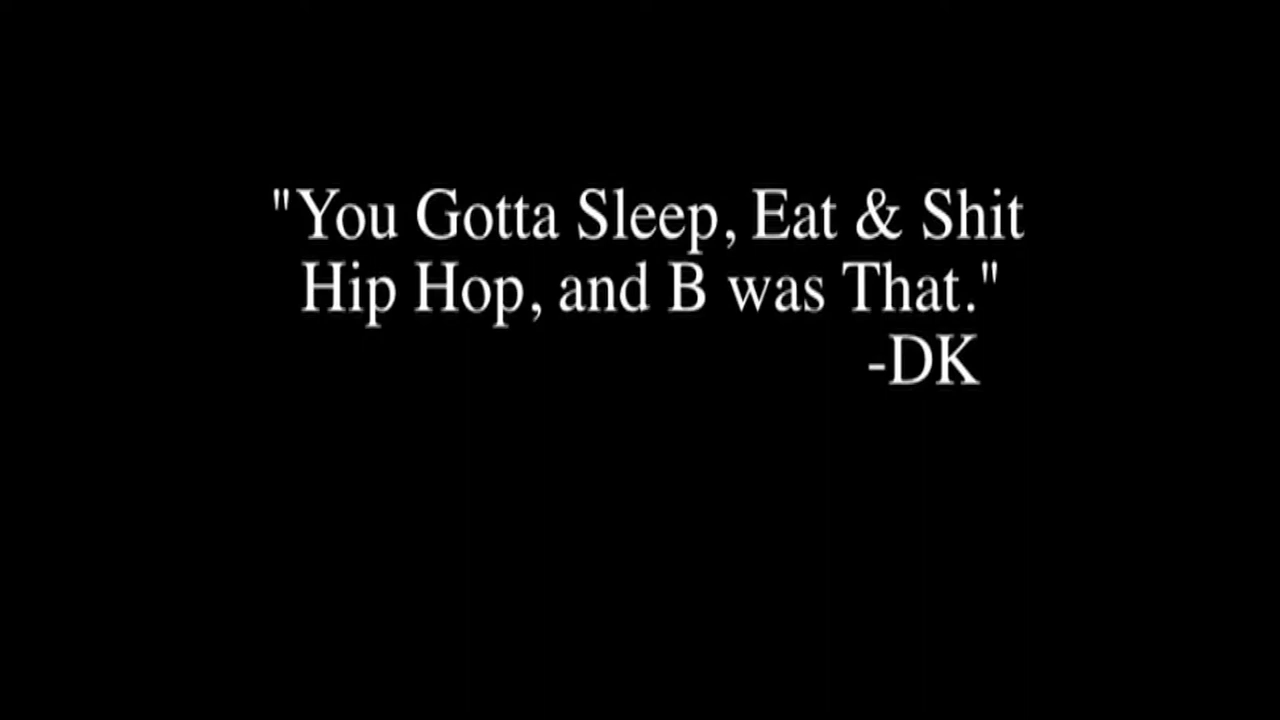 "You Gotta Sleep, Eat & Shit
Hip Hop, and B was That."
-DK